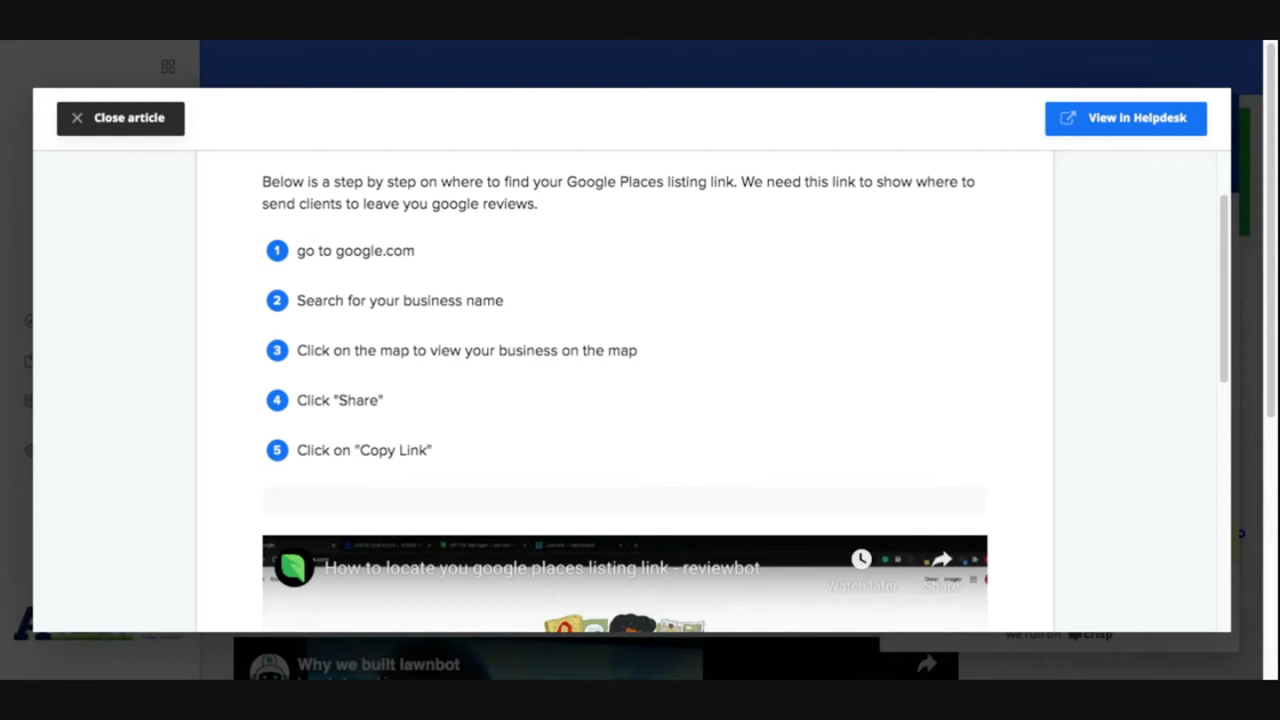 Close article
View in Helpdesk
Below is a step by step on where to find your Google Places listing link. We need this link to show where to
send clients to leave you google reviews.
1 go to google.com
2 Search for your business name
3 Click on the map to view your business on the map
4 Click "Share"
5 Click on "Copy Link"
How to locate you google places listing link - reviewbot
Watch later
Share
we run on crisp
Why we built lawnbot